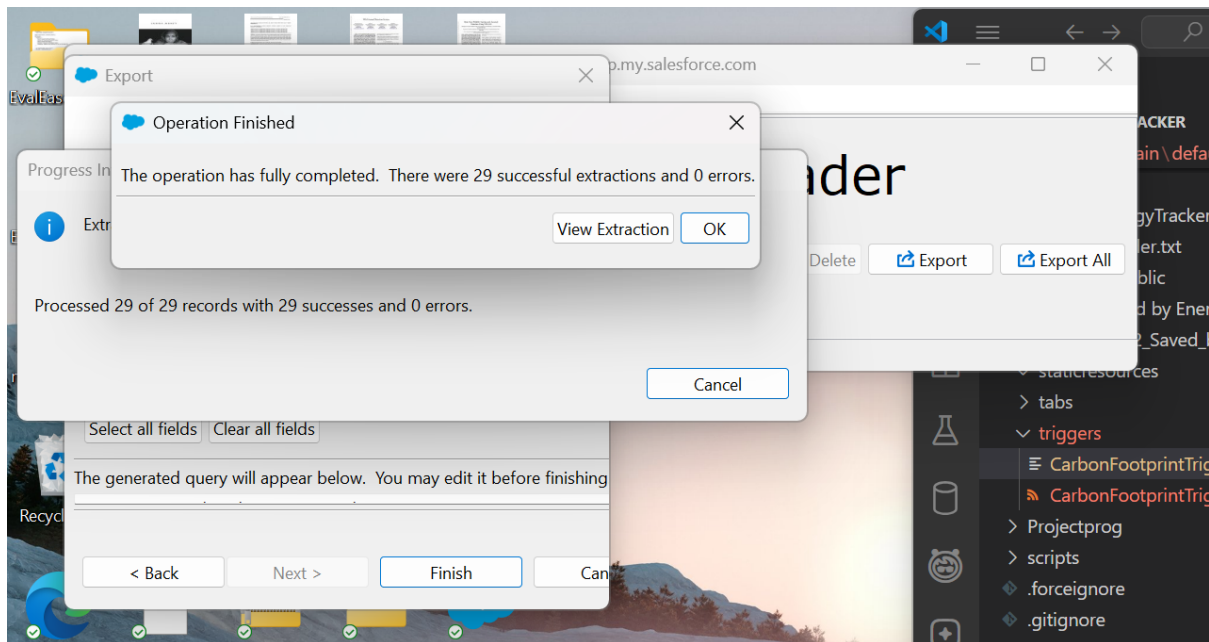 EvalEas
Export
p.my.salesforce.com
Operation Finished
The operation has fully completed.  There were 29 successful extractions and 0 errors.
View Extraction
OK
Progress In
Extr
Processed 29 of 29 records with 29 successes and 0 errors.
Cancel
ader
Delete
Export
Export All
Select all fields
Clear all fields
The generated query will appear below.  You may edit it before finishing
< Back
Next >
Finish
Can
Recycl
ACKER
ain\defa
gyTracker
er.txt
blic
d by Ener
2_Saved_
staticresources
tabs
triggers
CarbonFootprintTrig
CarbonFootprintTrig
Projectprog
scripts
.forceignore
.gitignore